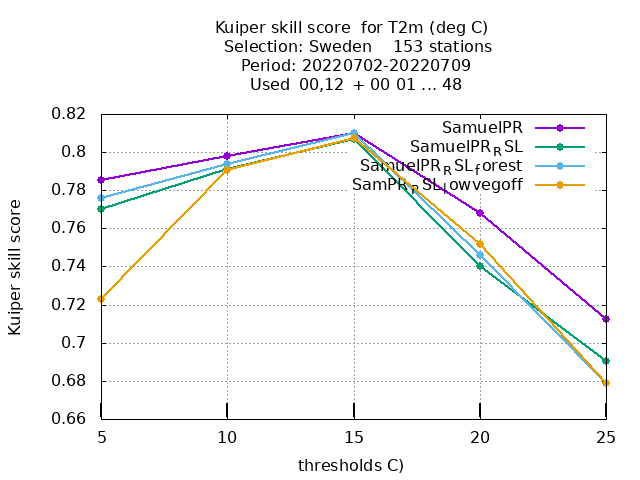 Kuiper skill score for T2m (deg C)
Selection: Sweden 153 stations
Period: 20220702-20220709
Used 00,12 + 00 01 ... 48
0.82
0.8
0.78
0.76
0.74
0.72
0.7
0.68
0.66
Kuiper skill score
SamuelPR
SamuelPRRSL
SamuelPRRSLforest
SamPRRSLlowvegoff
5 10 15 20 25
thresholds C)